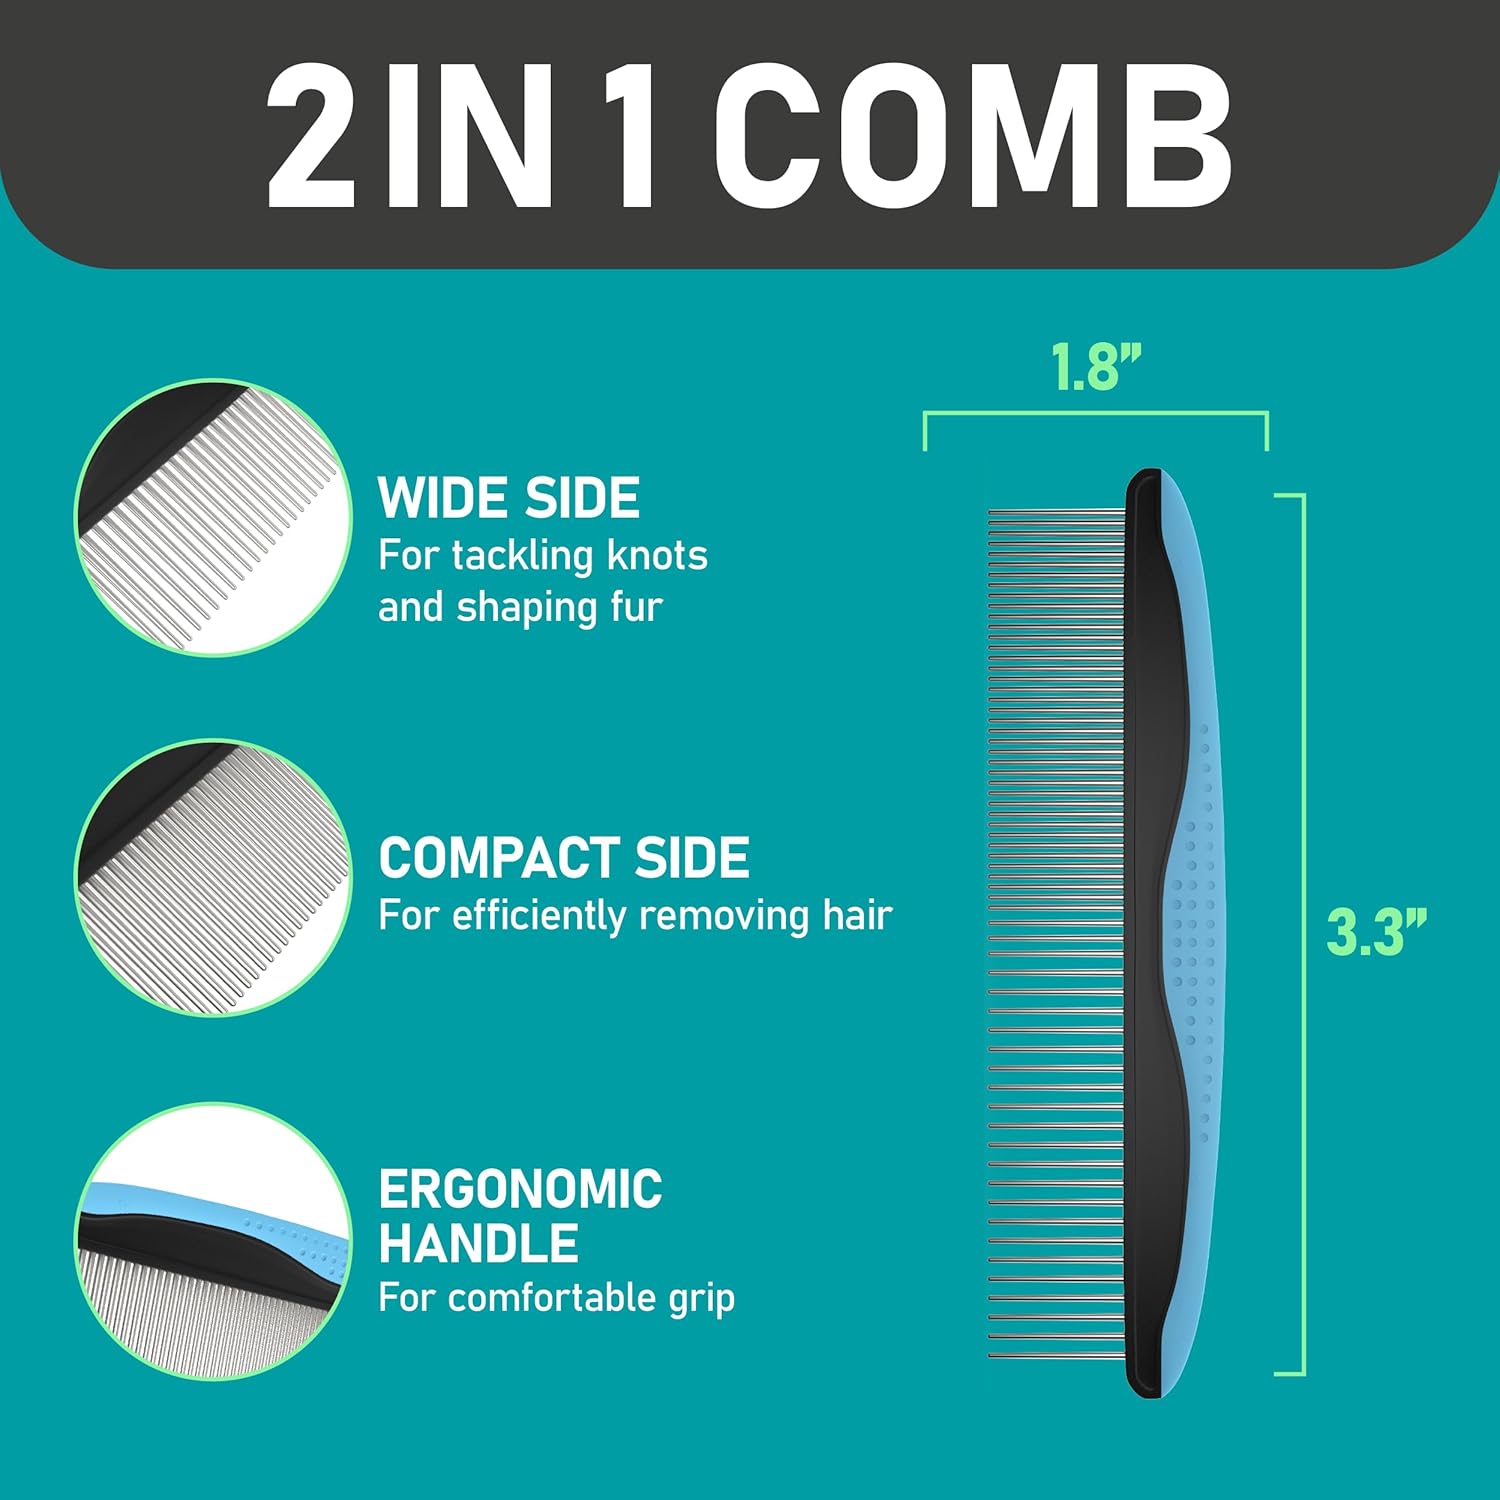 2 IN 1 COMB
1.8”
WIDE SIDE
For tackling knots
and shaping fur
COMPACT SIDE
For efficiently removing hair
3.3”
ERGONOMIC
HANDLE
For comfortable grip